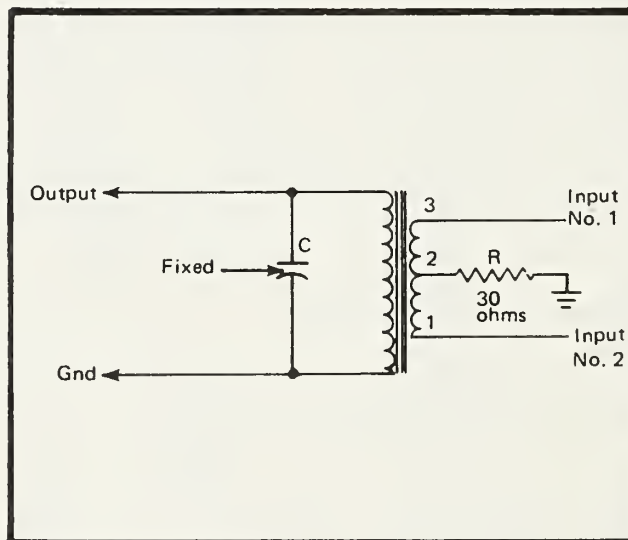 Output
C
Fixed
Gnd
3
2
1
R
30
ohms
Input
No. 1
Input
No. 2